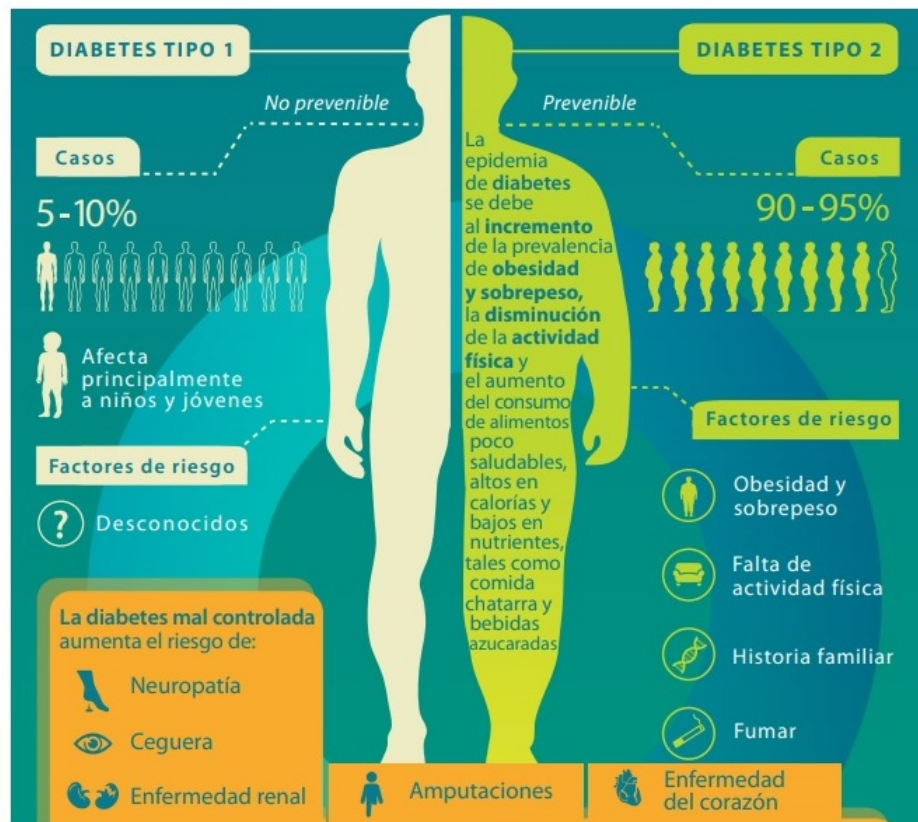 DIABETES TIPO 1
No prevenible
Casos
5-10%
Afecta
principalmente
a niños y jóvenes
Factores de riesgo
?
Desconocidos
DIABETES TIPO 2
Prevenible
Casos
90-95%
La
epidemia
de diabetes
se debe
al incremento
de la prevalencia
de obesidad
y sobrepeso,
la disminución
de la actividad
física y
el aumento
del consumo
de alimentos
poco
saludables,
altos en
calorías y
bajos en
nutrientes,
tales como
comida
chatarra y
bebidas
azucaradas
Factores de riesgo
Obesidad y
sobrepeso
Falta de
actividad física
Historia familiar
Fumar
La diabetes mal controlada
aumenta el riesgo de:
Neuropatía
Ceguera
Enfermedad renal
Amputaciones
Enfermedad
del corazón